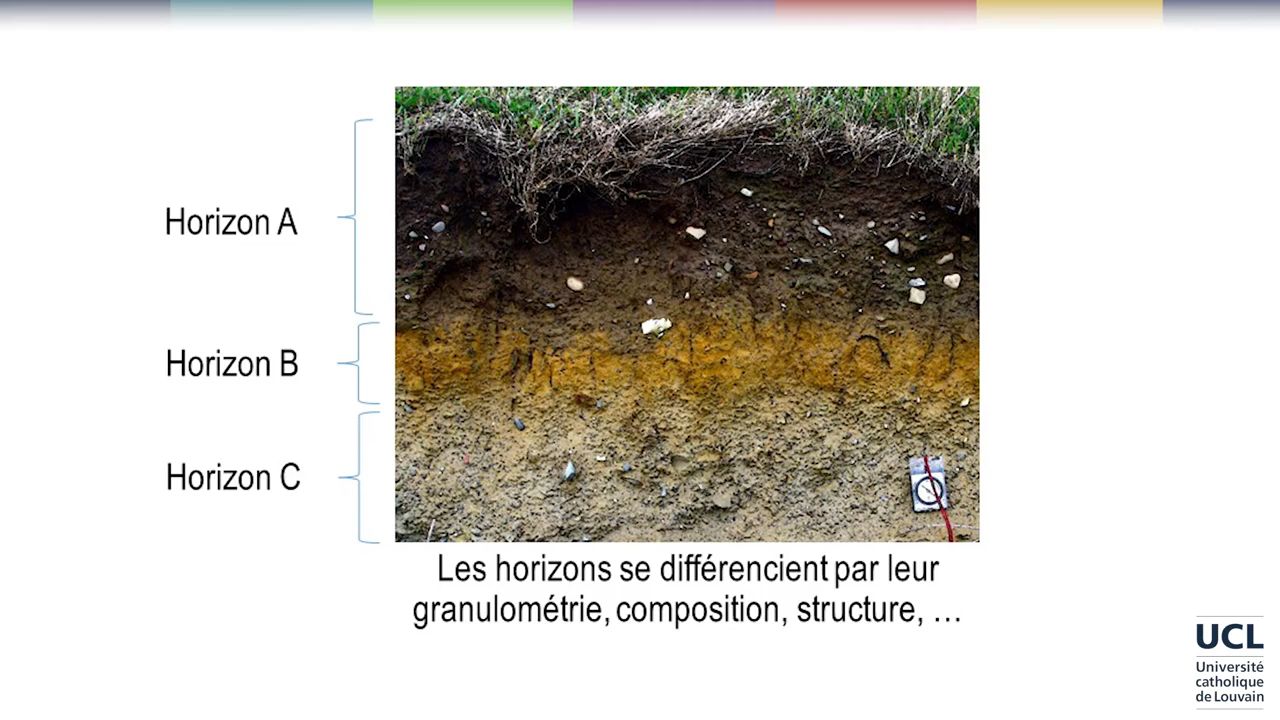 Horizon A
Horizon B
Horizon C
Les horizons se différencient par leur
granulométrie, composition, structure, …
UCL
Université
catholique
de Louvain